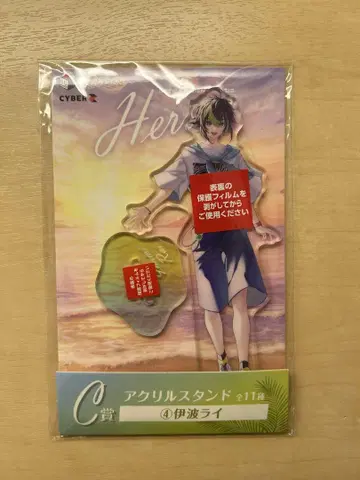 CYBER Z
Her
表裏の
保護フィルムを
剥がしてから
ご使用ください
C賞
アクリルスタンド 全11種
④伊波ライ